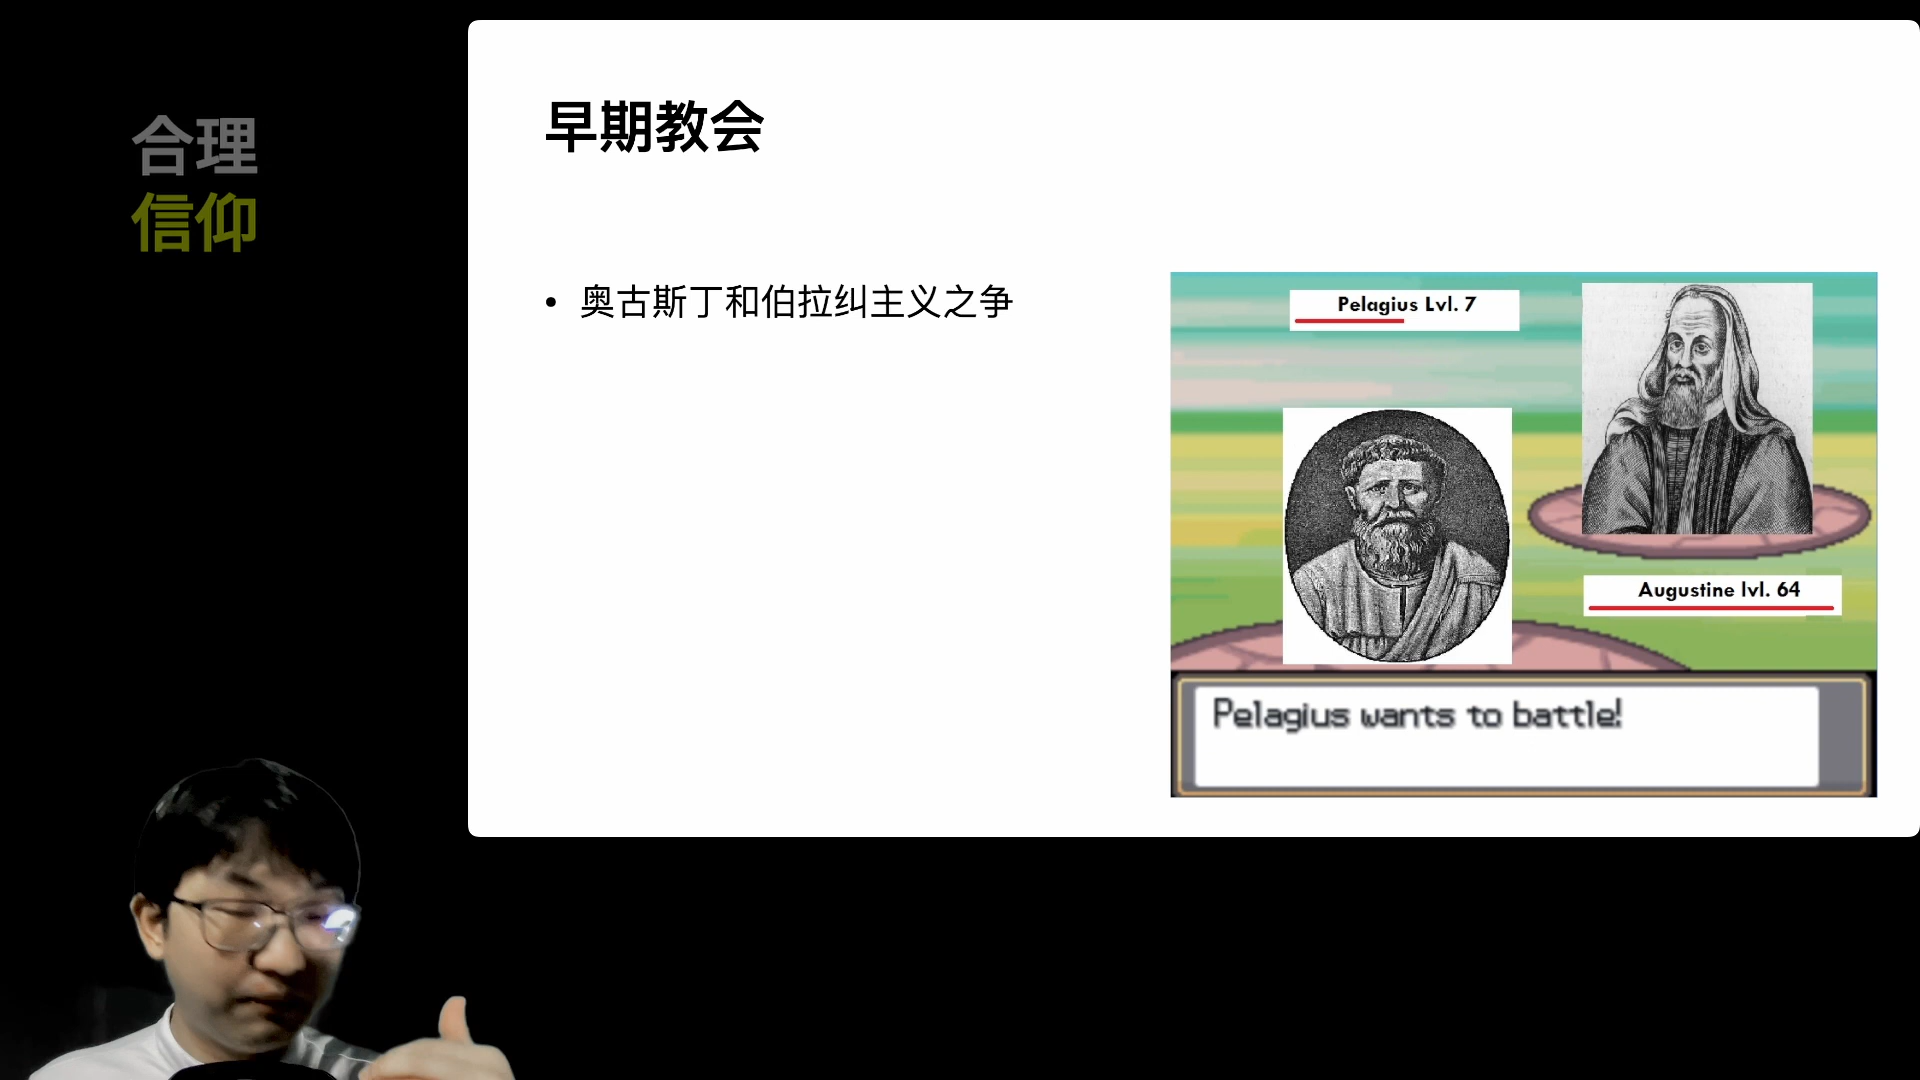 合理
信仰
早期教会
• 奥古斯丁和伯拉纠主义之争
Pelagius Lvl. 7
Augustine lvl. 64
Pelagius wants to battle!